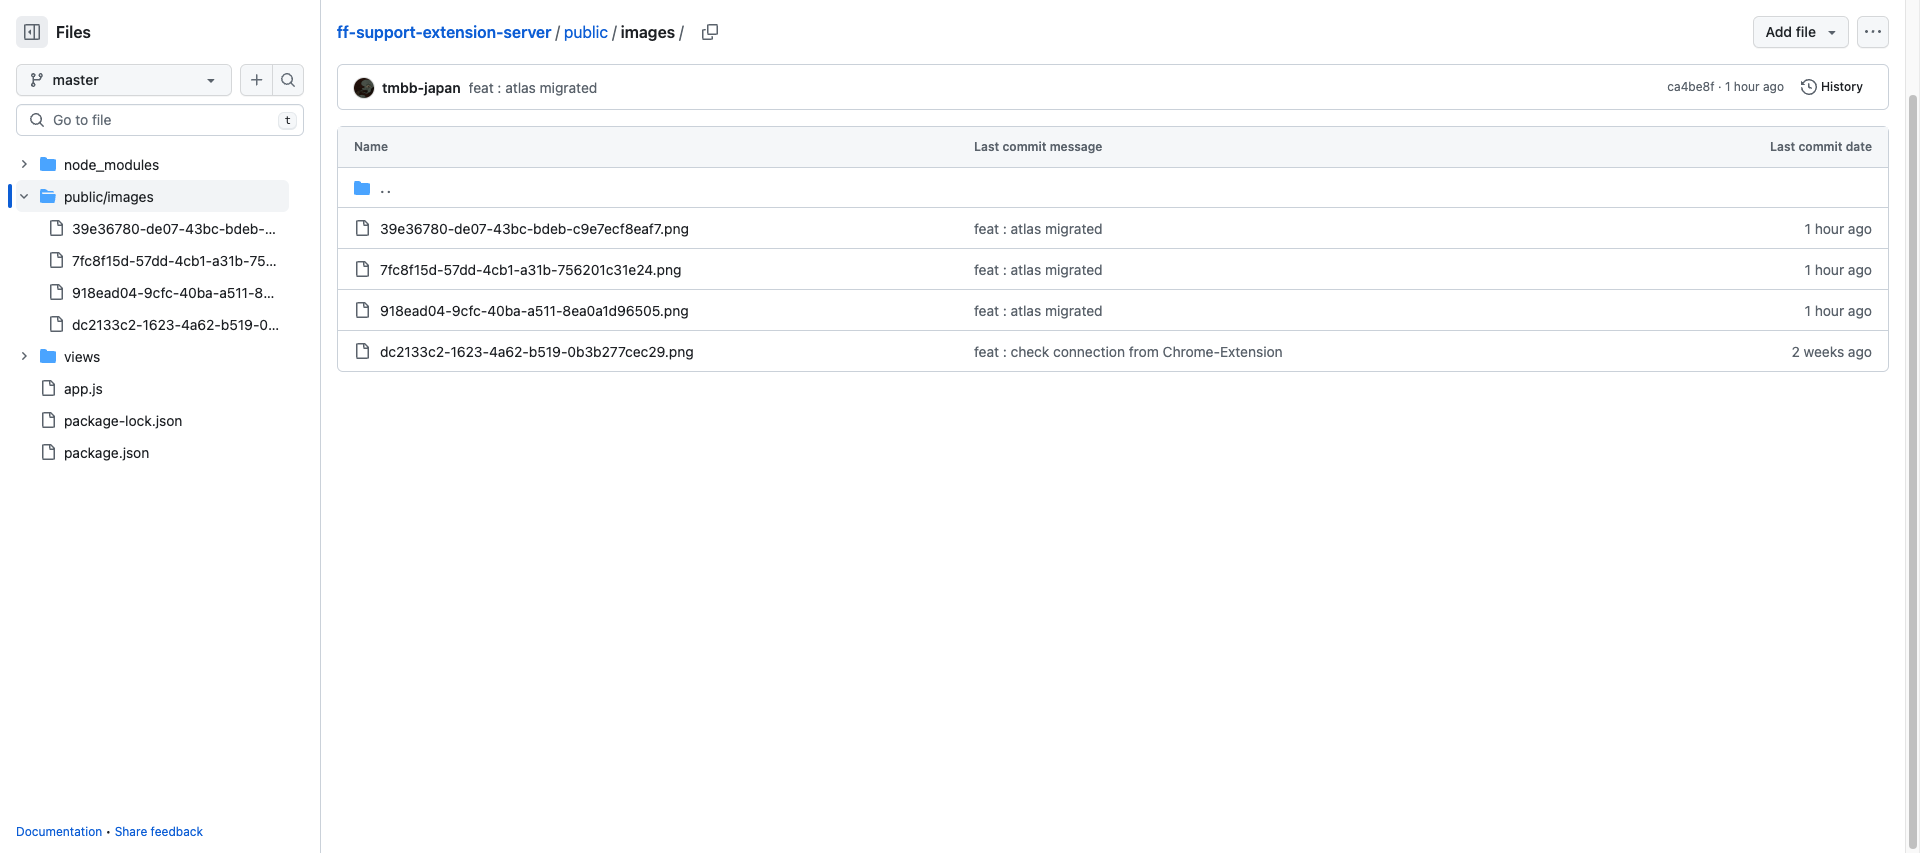 Files
master
Go to file
t
node_modules
public/images
39e36780-de07-43bc-bdeb-...
7fc8f15d-57dd-4cb1-a31b-75...
918ead04-9cfc-40ba-a511-8...
dc2133c2-1623-4a62-b519-0...
views
app.js
package-lock.json
package.json
Documentation • Share feedback
ff-support-extension-server / public / images /
Add file
tmbb-japan feat : atlas migrated
ca4be8f · 1 hour ago
History
Name Last commit message Last commit date
..
39e36780-de07-43bc-bdeb-c9e7ecf8eaf7.png feat : atlas migrated 1 hour ago
7fc8f15d-57dd-4cb1-a31b-756201c31e24.png feat : atlas migrated 1 hour ago
918ead04-9cfc-40ba-a511-8ea0a1d96505.png feat : atlas migrated 1 hour ago
dc2133c2-1623-4a62-b519-0b3b277cec29.png feat : check connection from Chrome-Extension 2 weeks ago